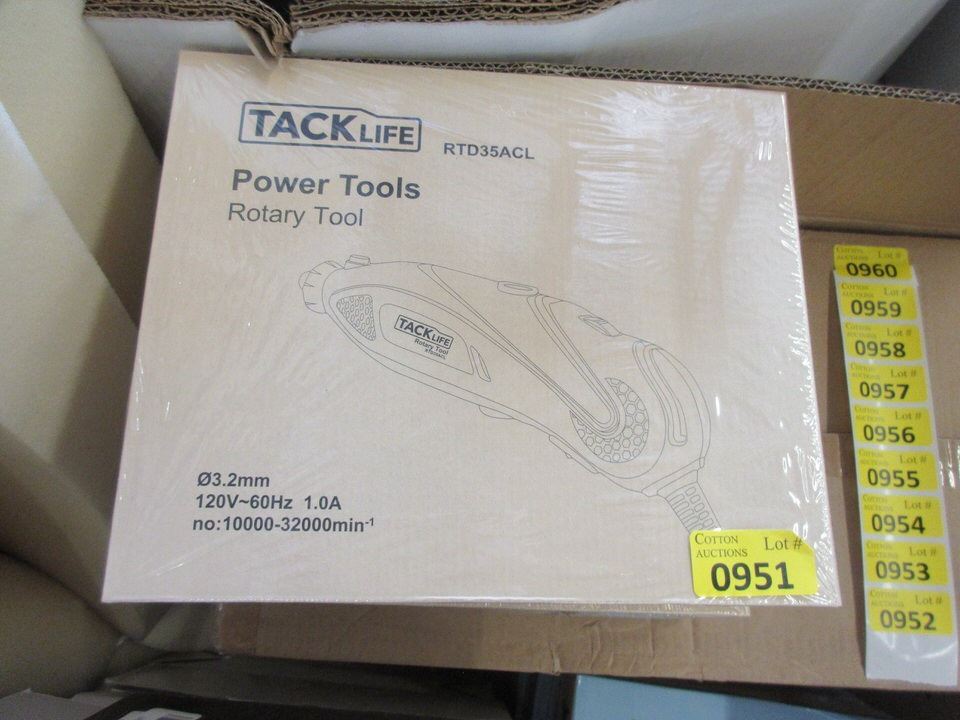 TACKLIFE
RTD35ACL
Power Tools
Rotary Tool
TACKLIFE
Rotary Tool
RTD35ACL
Ø3.2mm
120V~60Hz 1.0A
no:10000-32000min-1
COTTON AUCTIONS Lot #
0951
COTTON AUCTIONS Lot #
0960
COTTON AUCTIONS Lot #
0959
COTTON AUCTIONS Lot #
0958
COTTON AUCTIONS Lot #
0957
COTTON AUCTIONS Lot #
0956
COTTON AUCTIONS Lot #
0955
COTTON AUCTIONS Lot #
0954
COTTON AUCTIONS Lot #
0953
COTTON AUCTIONS Lot #
0952